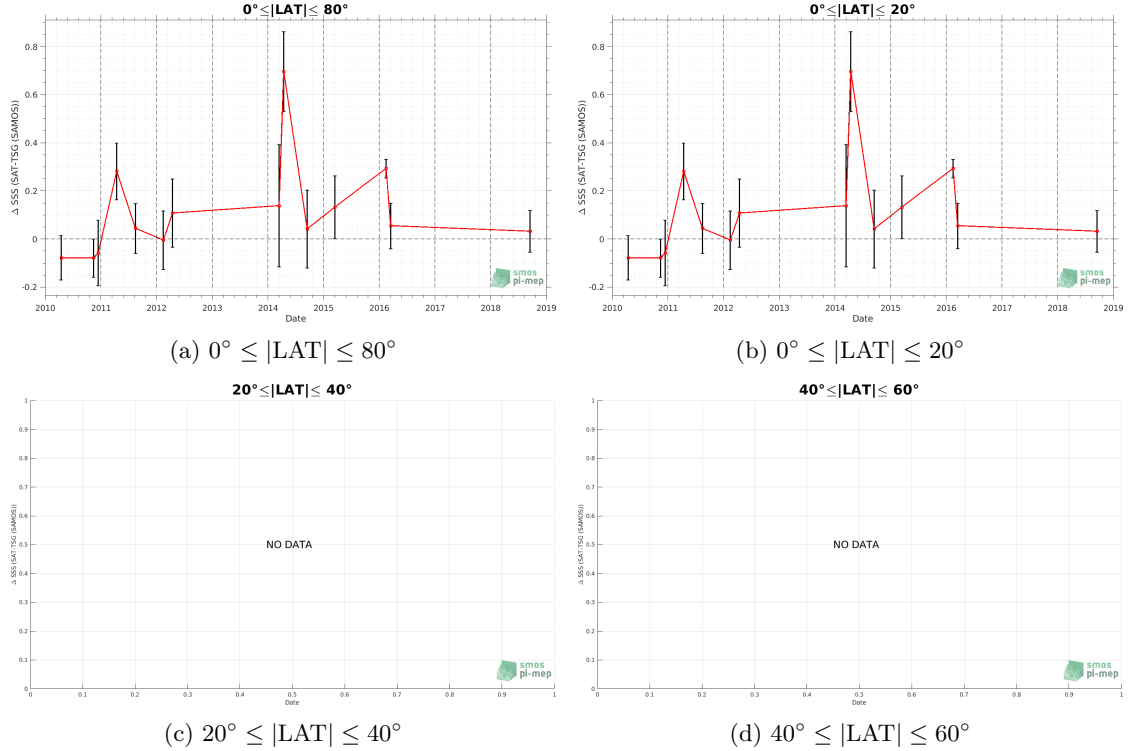 0°≤|LAT|≤ 80°
Δ SSS (SAT-TSG (SAMOS))
0.8
0.6
0.4
0.2
0
-0.2
2010 2011 2012 2013 2014 2015 2016 2017 2018 2019
Date
smos
pi-mep
(a) 0° ≤ |LAT| ≤ 80°
0°≤|LAT|≤ 20°
Δ SSS (SAT-TSG (SAMOS))
0.8
0.6
0.4
0.2
0
-0.2
2010 2011 2012 2013 2014 2015 2016 2017 2018 2019
Date
smos
pi-mep
(b) 0° ≤ |LAT| ≤ 20°
20°≤|LAT|≤ 40°
Δ SSS (SAT-TSG (SAMOS))
1
0.9
0.8
0.7
0.6
0.5
0.4
0.3
0.2
0.1
0
NO DATA
0 0.1 0.2 0.3 0.4 0.5 0.6 0.7 0.8 0.9 1
Date
smos
pi-mep
(c) 20° ≤ |LAT| ≤ 40°
40°≤|LAT|≤ 60°
Δ SSS (SAT-TSG (SAMOS))
1
0.9
0.8
0.7
0.6
0.5
0.4
0.3
0.2
0.1
0
NO DATA
0 0.1 0.2 0.3 0.4 0.5 0.6 0.7 0.8 0.9 1
Date
smos
pi-mep
(d) 40° ≤ |LAT| ≤ 60°